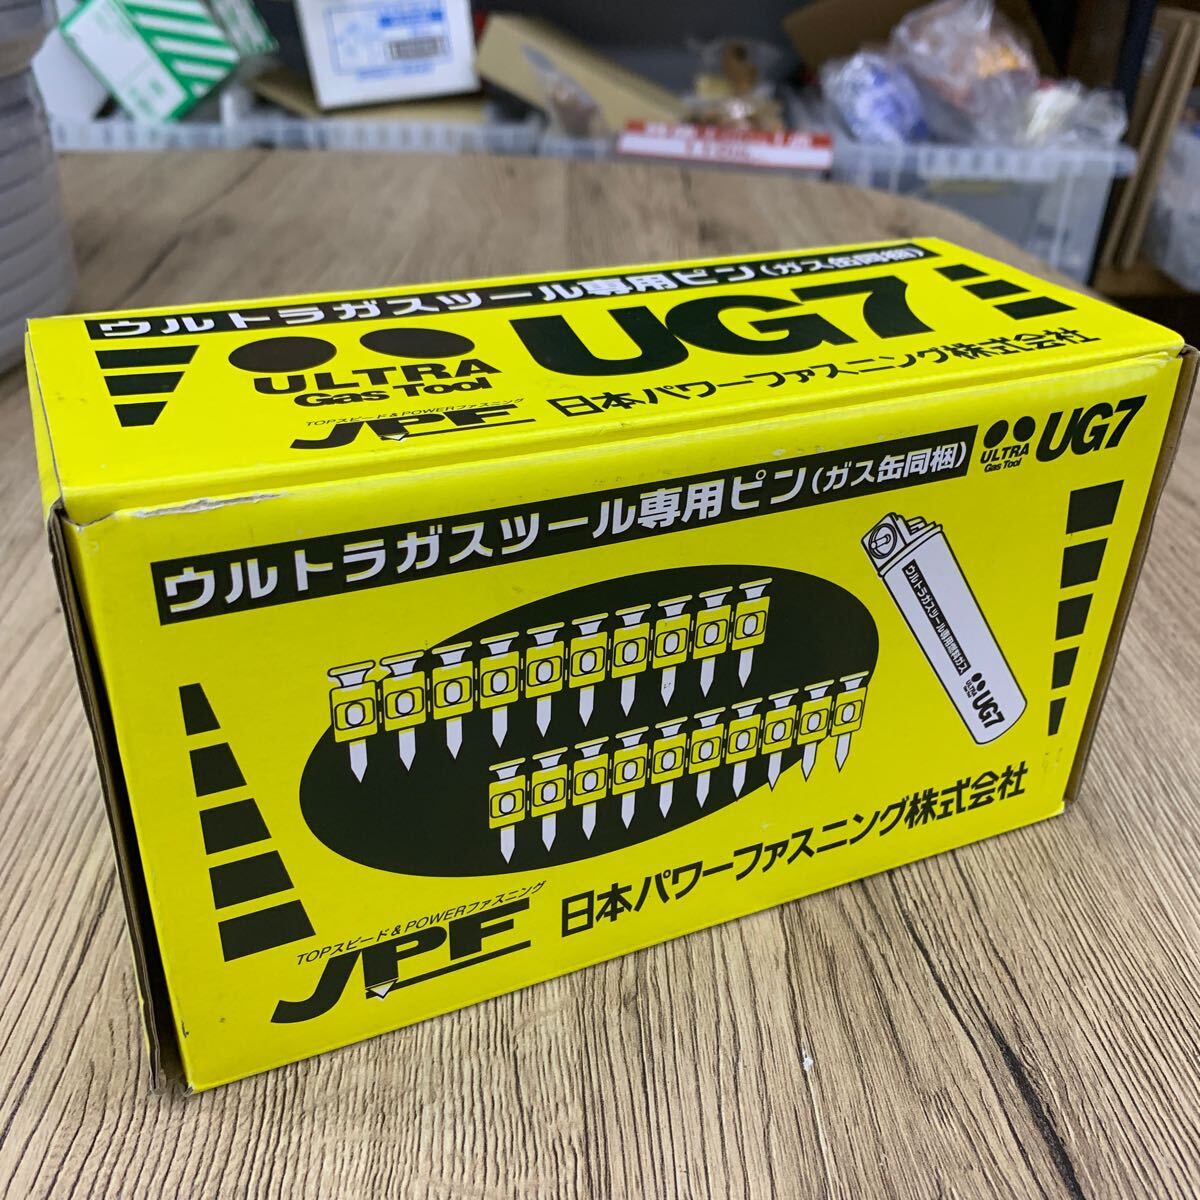 ウルトラガスツール専用ピン(ガス缶同梱)
ULTRA
Gas Tool
UG7
TOPスピード&POWERファスニング
JPF
日本パワーファスニング株式会社
ウルトラガスツール専用ピン(ガス缶同梱)
ULTRA
Gas Tool
UG7
ウルトラガスツール専用燃料ガス
ULTRA
Gas Tool
UG7
TOPスピード&POWERファスニング
JPF
日本パワーファスニング株式会社